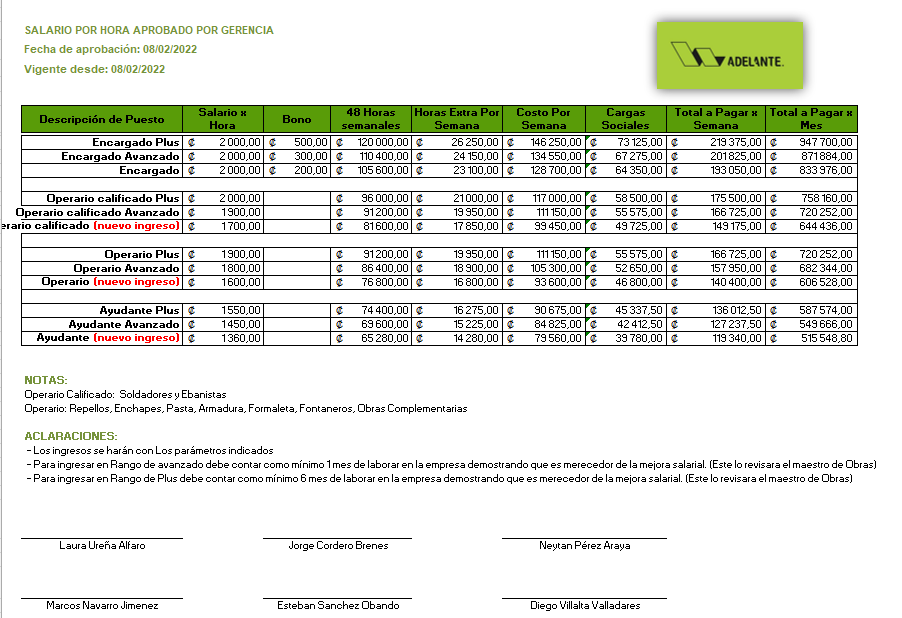 SALARIO POR HORA APROBADO POR GERENCIA
Fecha de aprobación: 08/02/2022
Vigente desde: 08/02/2022
ADELANTE.
Descripción de Puesto Salario x Hora Bono 48 Horas semanales Horas Extra Por Semana Costo Por Semana Cargas Sociales Total a Pagar x Semana Total a Pagar x Mes
Encargado Plus ₡ 2 000,00 ₡ 500,00 ₡ 120 000,00 ₡ 26 250,00 ₡ 146 250,00 ₡ 73 125,00 ₡ 219 375,00 ₡ 947 700,00
Encargado Avanzado ₡ 2 000,00 ₡ 300,00 ₡ 110 400,00 ₡ 24 150,00 ₡ 134 550,00 ₡ 67 275,00 ₡ 201 825,00 ₡ 871 884,00
Encargado ₡ 2 000,00 ₡ 200,00 ₡ 105 600,00 ₡ 23 100,00 ₡ 128 700,00 ₡ 64 350,00 ₡ 193 050,00 ₡ 833 976,00
Operario calificado Plus ₡ 2 000,00 ₡ 96 000,00 ₡ 21 000,00 ₡ 117 000,00 ₡ 58 500,00 ₡ 175 500,00 ₡ 758 160,00
Operario calificado Avanzado ₡ 1 900,00 ₡ 91 200,00 ₡ 19 950,00 ₡ 111 150,00 ₡ 55 575,00 ₡ 166 725,00 ₡ 720 252,00
erario calificado (nuevo ingreso) ₡ 1 700,00 ₡ 81 600,00 ₡ 17 850,00 ₡ 99 450,00 ₡ 49 725,00 ₡ 149 175,00 ₡ 644 436,00
Operario Plus ₡ 1 900,00 ₡ 91 200,00 ₡ 19 950,00 ₡ 111 150,00 ₡ 55 575,00 ₡ 166 725,00 ₡ 720 252,00
Operario Avanzado ₡ 1 800,00 ₡ 86 400,00 ₡ 18 900,00 ₡ 105 300,00 ₡ 52 650,00 ₡ 157 950,00 ₡ 682 344,00
Operario (nuevo ingreso) ₡ 1 600,00 ₡ 76 800,00 ₡ 16 800,00 ₡ 93 600,00 ₡ 46 800,00 ₡ 140 400,00 ₡ 606 528,00
Ayudante Plus ₡ 1 550,00 ₡ 74 400,00 ₡ 16 275,00 ₡ 90 675,00 ₡ 45 337,50 ₡ 136 012,50 ₡ 587 574,00
Ayudante Avanzado ₡ 1 450,00 ₡ 69 600,00 ₡ 15 225,00 ₡ 84 825,00 ₡ 42 412,50 ₡ 127 237,50 ₡ 549 666,00
Ayudante (nuevo ingreso) ₡ 1 360,00 ₡ 65 280,00 ₡ 14 280,00 ₡ 79 560,00 ₡ 39 780,00 ₡ 119 340,00 ₡ 515 548,80
NOTAS:
Operario Calificado: Soldadores y Ebanistas
Operario: Repellos, Enchapes, Pasta, Armadura, Formaleta, Fontaneros, Obras Complementarias
ACLARACIONES:
- Los ingresos se harán con Los parámetros indicados
- Para ingresar en Rango de avanzado debe contar como mínimo 1 mes de laborar en la empresa demostrando que es merecedor de la mejora salarial. (Este lo revisara el maestro de Obras)
- Para ingresar en Rango de Plus debe contar como mínimo 6 mes de laborar en la empresa demostrando que es merecedor de la mejora salarial. (Este lo revisara el maestro de Obras)
Laura Ureña Alfaro Jorge Cordero Brenes Neytan Pérez Araya
Marcos Navarro Jimenez Esteban Sanchez Obando Diego Villalta Valladares